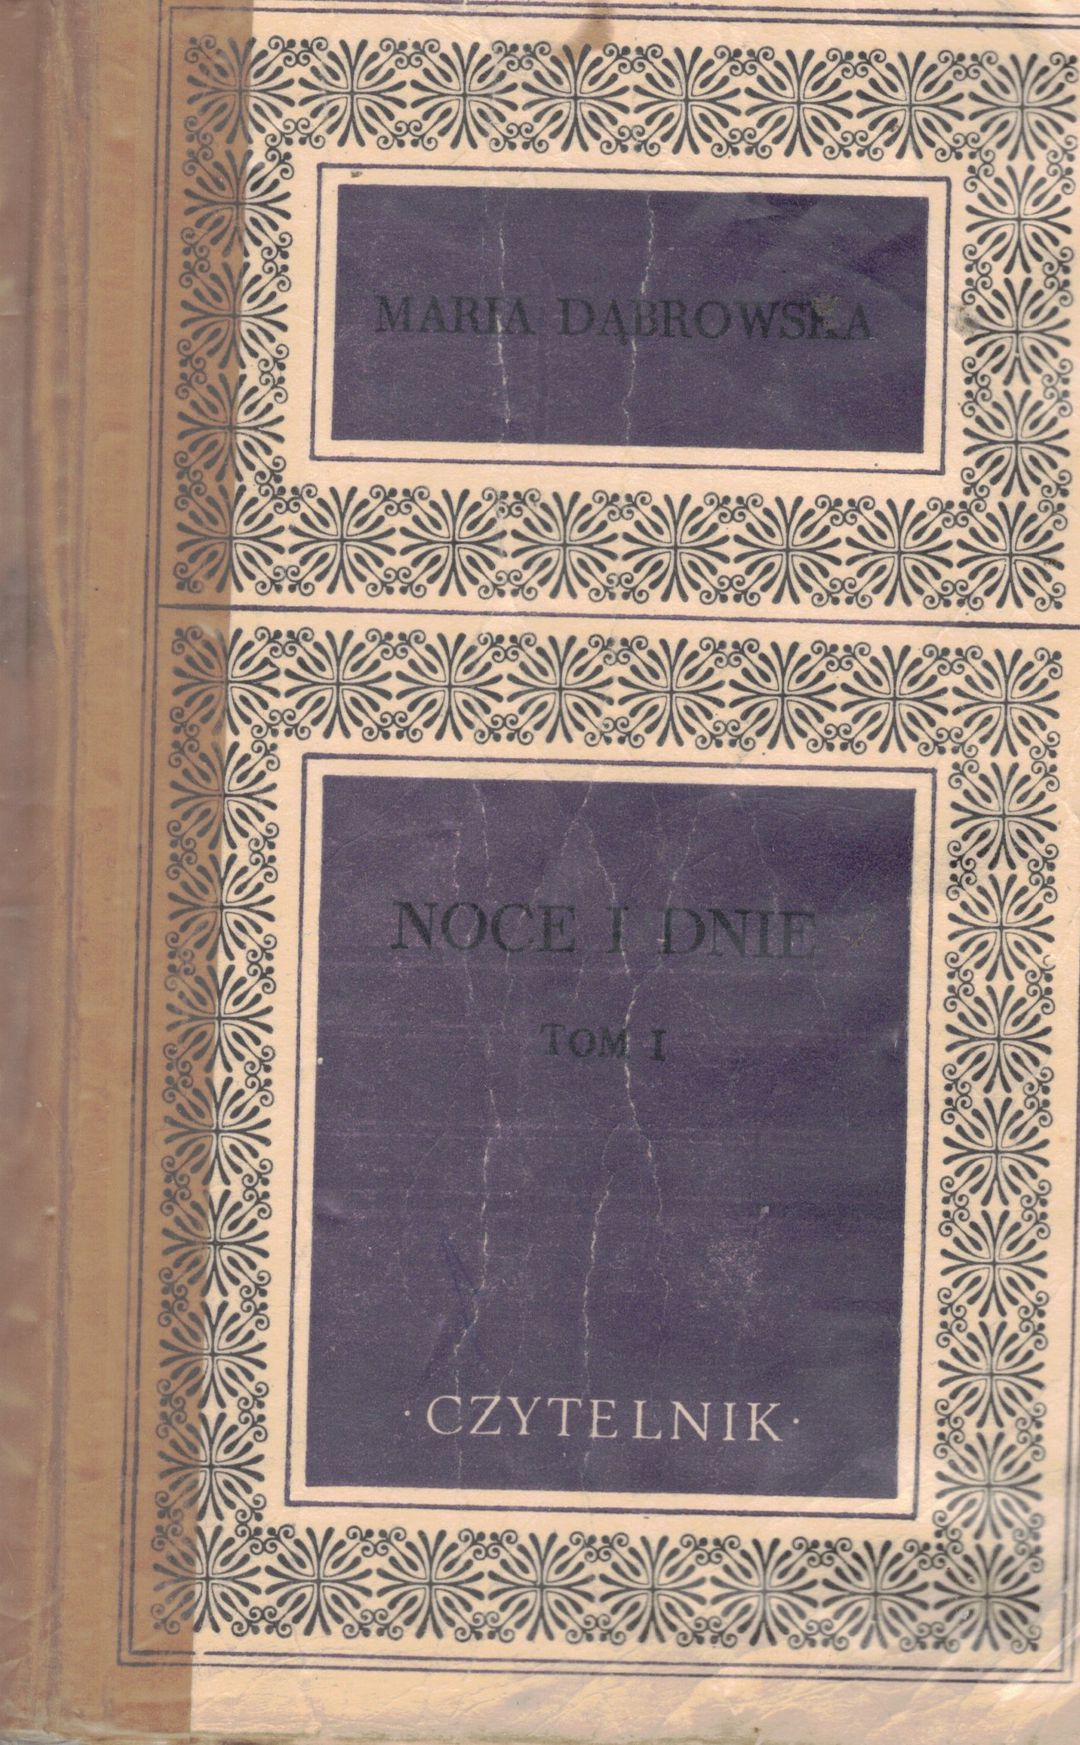 MARIA DĄBROWSKA
NOCE I DNIE
TOM I
· CZYTELNIK ·